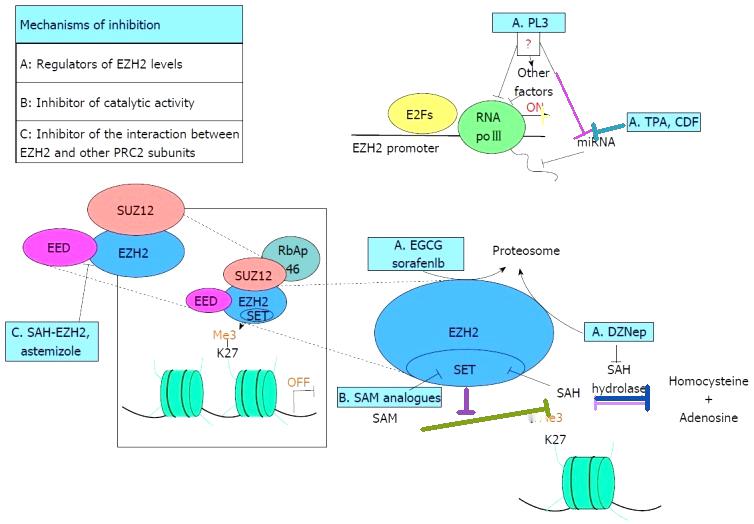 Mechanisms of inhibition
A: Regulators of EZH2 levels
B: Inhibitor of catalytic activity
C: Inhibitor of the interaction between
EZH2 and other PRC2 subunits
A. PL3
?
Other
factors
ON
E2Fs
RNA
polII
EZH2 promoter
A. TPA, CDF
miRNA
SUZ12
EED
EZH2
RbAp
46
SUZ12
EED
EZH2
SET
Me3
K27
OFF
C. SAH-EZH2,
astemizole
A. EGCG
sorafenIb
Proteosome
EZH2
SET
A. DZNep
SAH
hydrolase
B. SAM analogues
SAM
SAH
Homocysteine
+
Adenosine
K27